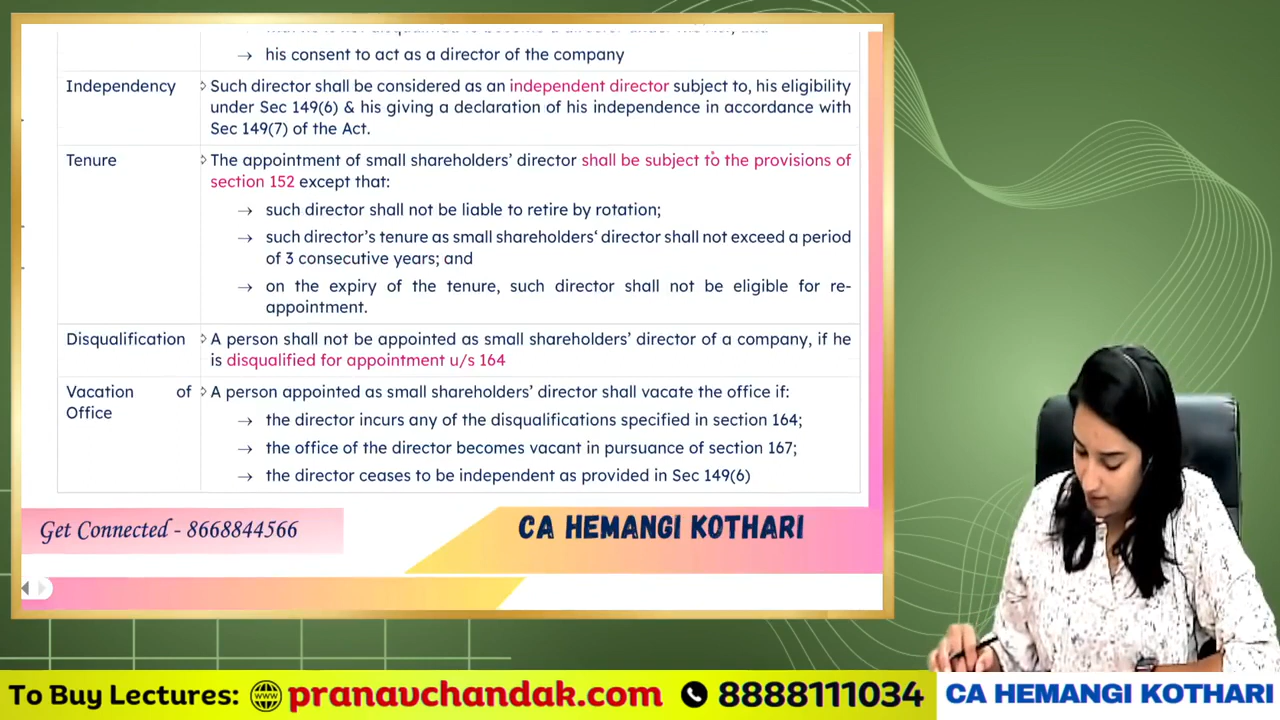 his consent to act as a director of the company
Independency
Such director shall be considered as an independent director subject to, his eligibility
under Sec 149(6) & his giving a declaration of his independence in accordance with
Sec 149(7) of the Act.
Tenure
The appointment of small shareholders’ director shall be subject to the provisions of
section 152 except that:
→ such director shall not be liable to retire by rotation;
→ such director’s tenure as small shareholders‘ director shall not exceed a period
of 3 consecutive years; and
→ on the expiry of the tenure, such director shall not be eligible for re-
appointment.
Disqualification
A person shall not be appointed as small shareholders’ director of a company, if he
is disqualified for appointment u/s 164
Vacation of
Office
A person appointed as small shareholders’ director shall vacate the office if:
→ the director incurs any of the disqualifications specified in section 164;
→ the office of the director becomes vacant in pursuance of section 167;
→ the director ceases to be independent as provided in Sec 149(6)
Get Connected - 8668844566
CA HEMANGI KOTHARI
To Buy Lectures: pranavchandak.com 8888111034 CA HEMANGI KOTHARI